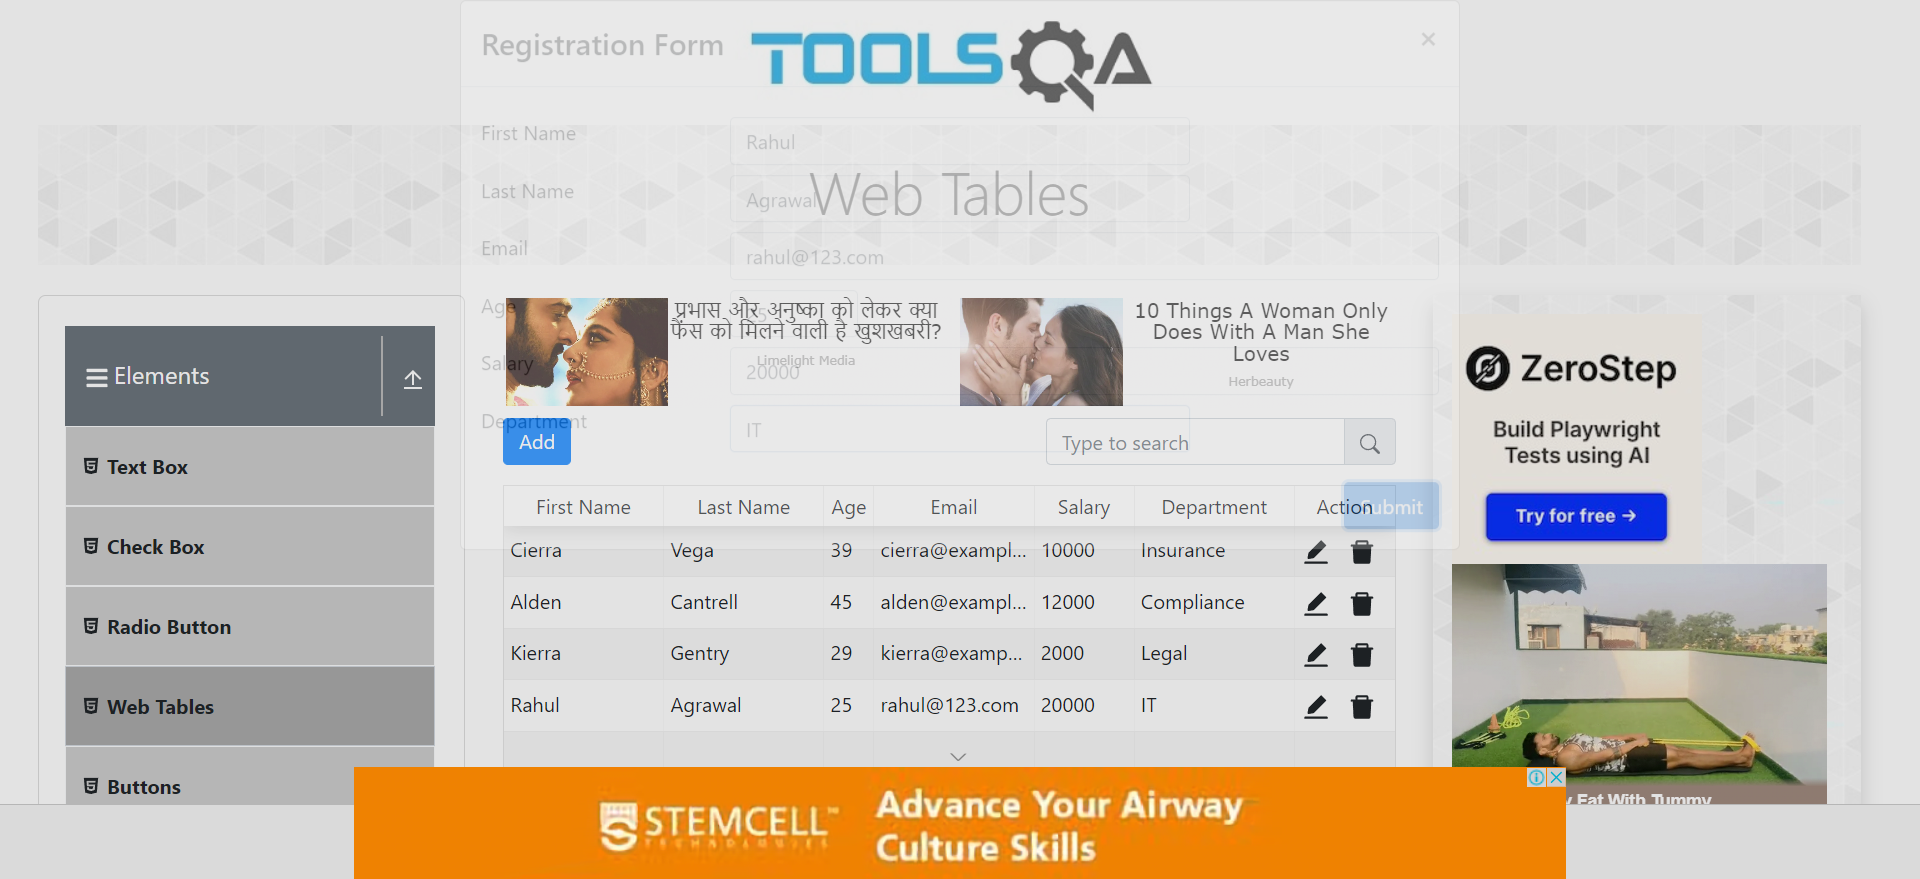 Registration Form
TOOLSQA
×
First Name
Rahul
Last Name
Agrawal
Web Tables
Email
rahul@123.com
Age
Salary
20000
Department
IT
Submit
Elements
Text Box
Check Box
Radio Button
Web Tables
Buttons
प्रभास और अनुष्का को लेकर क्या
फैंस को मिलने वाली है खुशखबरी?
Limelight Media
10 Things A Woman Only
Does With A Man She
Loves
Herbeauty
Add
Type to search
First Name Last Name Age Email Salary Department Action
Cierra Vega 39 cierra@exampl... 10000 Insurance
Alden Cantrell 45 alden@exampl... 12000 Compliance
Kierra Gentry 29 kierra@examp... 2000 Legal
Rahul Agrawal 25 rahul@123.com 20000 IT
ZeroStep
Build Playwright
Tests using AI
Try for free →
Eat With Tummy
STEMCELL™
TECHNOLOGIES
Advance Your Airway
Culture Skills